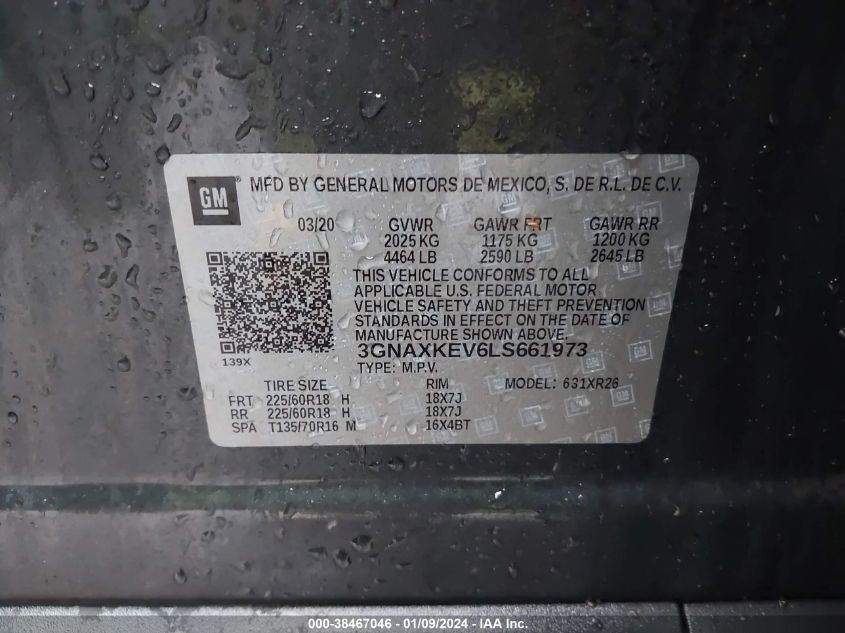 GM
MFD BY GENERAL MOTORS DE MEXICO, S. DE R.L. DE C.V.
03/20 GVWR GAWR FRT GAWR RR
2025 KG 1175 KG 1200 KG
4464 LB 2590 LB 2645 LB
THIS VEHICLE CONFORMS TO ALL
APPLICABLE U.S. FEDERAL MOTOR
VEHICLE SAFETY AND THEFT PREVENTION
STANDARDS IN EFFECT ON THE DATE OF
MANUFACTURE SHOWN ABOVE.
139X 3GNAXKEV6LS661973
TYPE: M.P.V.
TIRE SIZE RIM MODEL: 631XR26
FRT 225/60R18 H 18X7J
RR 225/60R18 H 18X7J
SPA T135/70R16 M 16X4BT
000-38467046 - 01/09/2024 - IAA Inc.